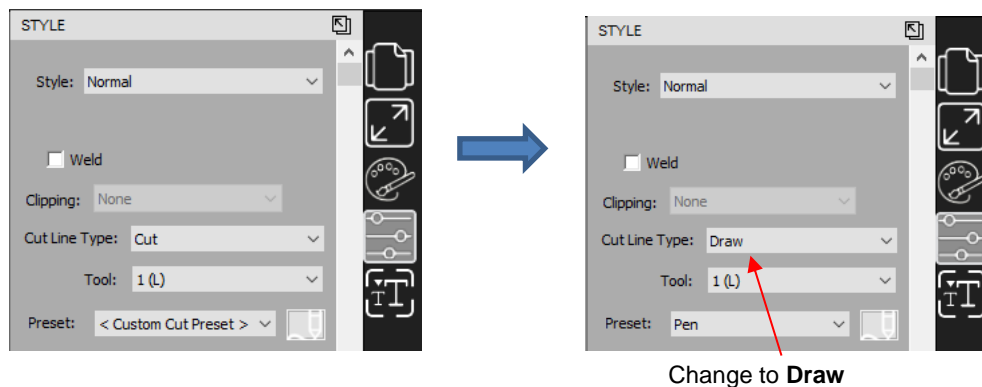 STYLE
Style: Normal
Weld
Clipping: None
Cut Line Type: Cut
Tool: 1 (L)
Preset: < Custom Cut Preset >
T T
STYLE
Style: Normal
Weld
Clipping: None
Cut Line Type: Draw
Tool: 1 (L)
Preset: Pen
T T
Change to Draw